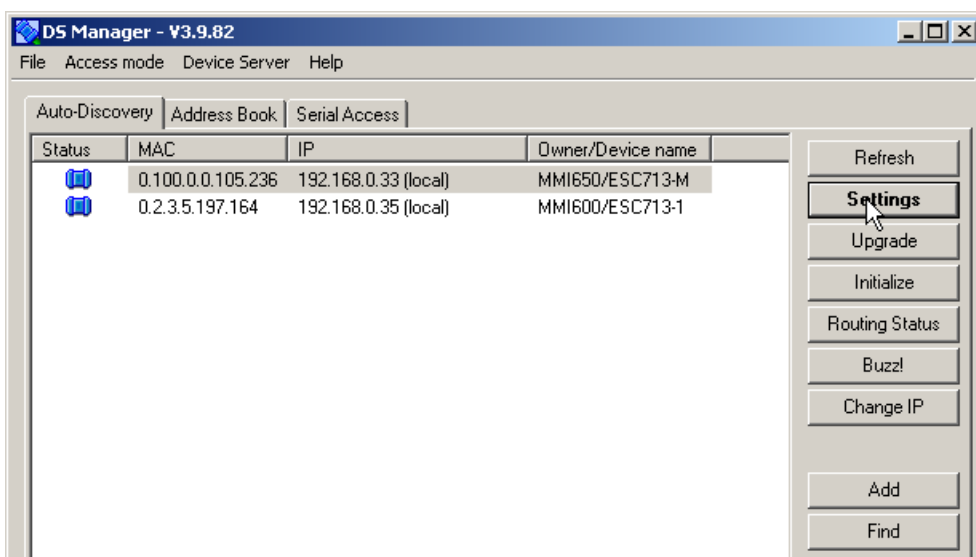 DS Manager - V3.9.82
File Access mode Device Server Help
Auto-Discovery Address Book Serial Access
Status MAC IP Owner/Device name
0.100.0.0.105.236 192.168.0.33 (local) MMI650/ESC713-M
0.2.3.5.197.164 192.168.0.35 (local) MMI600/ESC713-1
Refresh
Settings
Upgrade
Initialize
Routing Status
Buzz!
Change IP
Add
Find